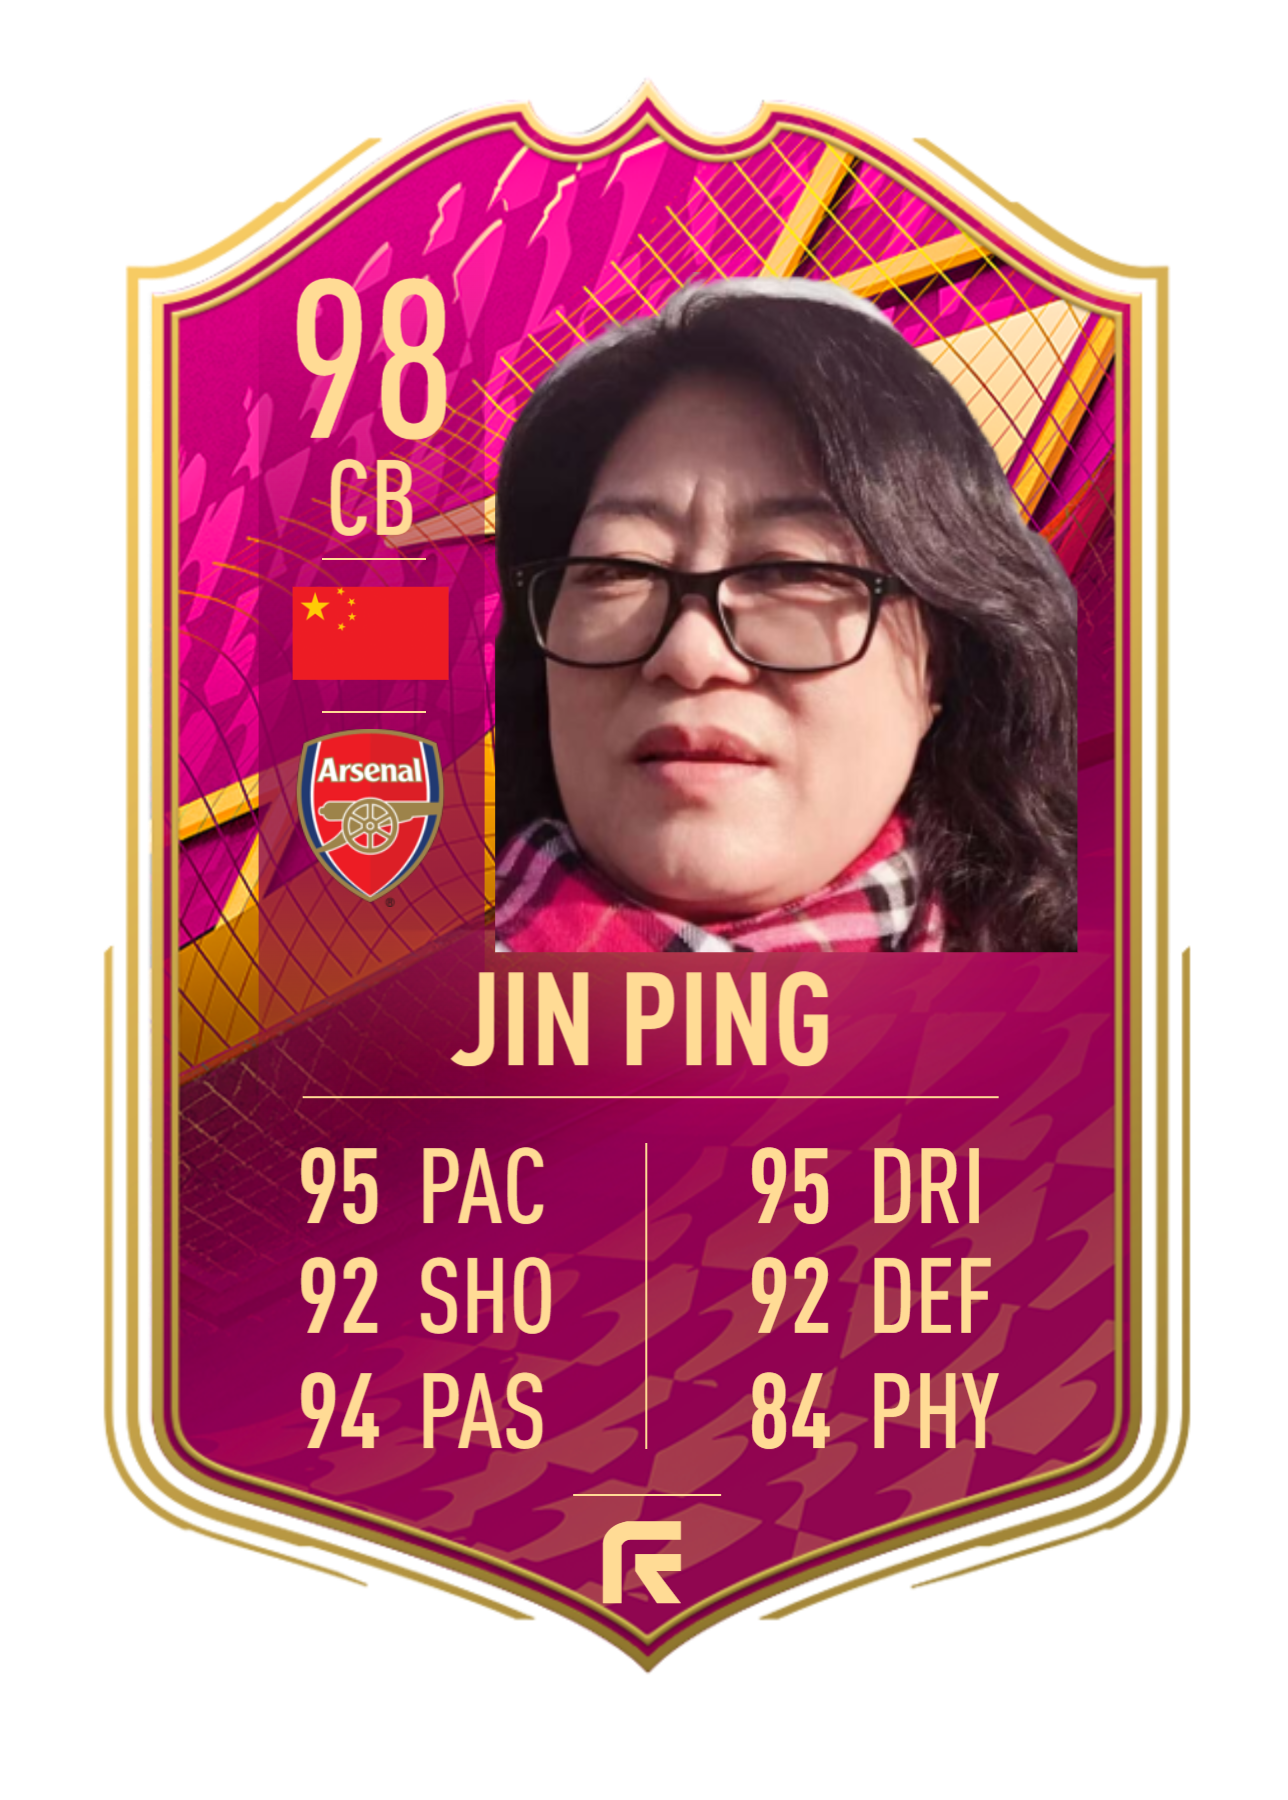 98
CB
Arsenal
JIN PING
95 PAC 95 DRI
92 SHO 92 DEF
94 PAS 84 PHY